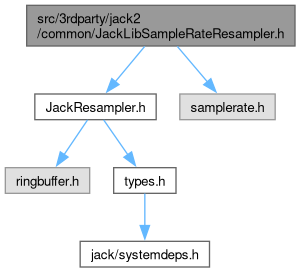 src/3rdparty/jack2
/common/JackLibSampleRateResampler.h
JackResampler.h
samplerate.h
ringbuffer.h
types.h
jack/systemdeps.h